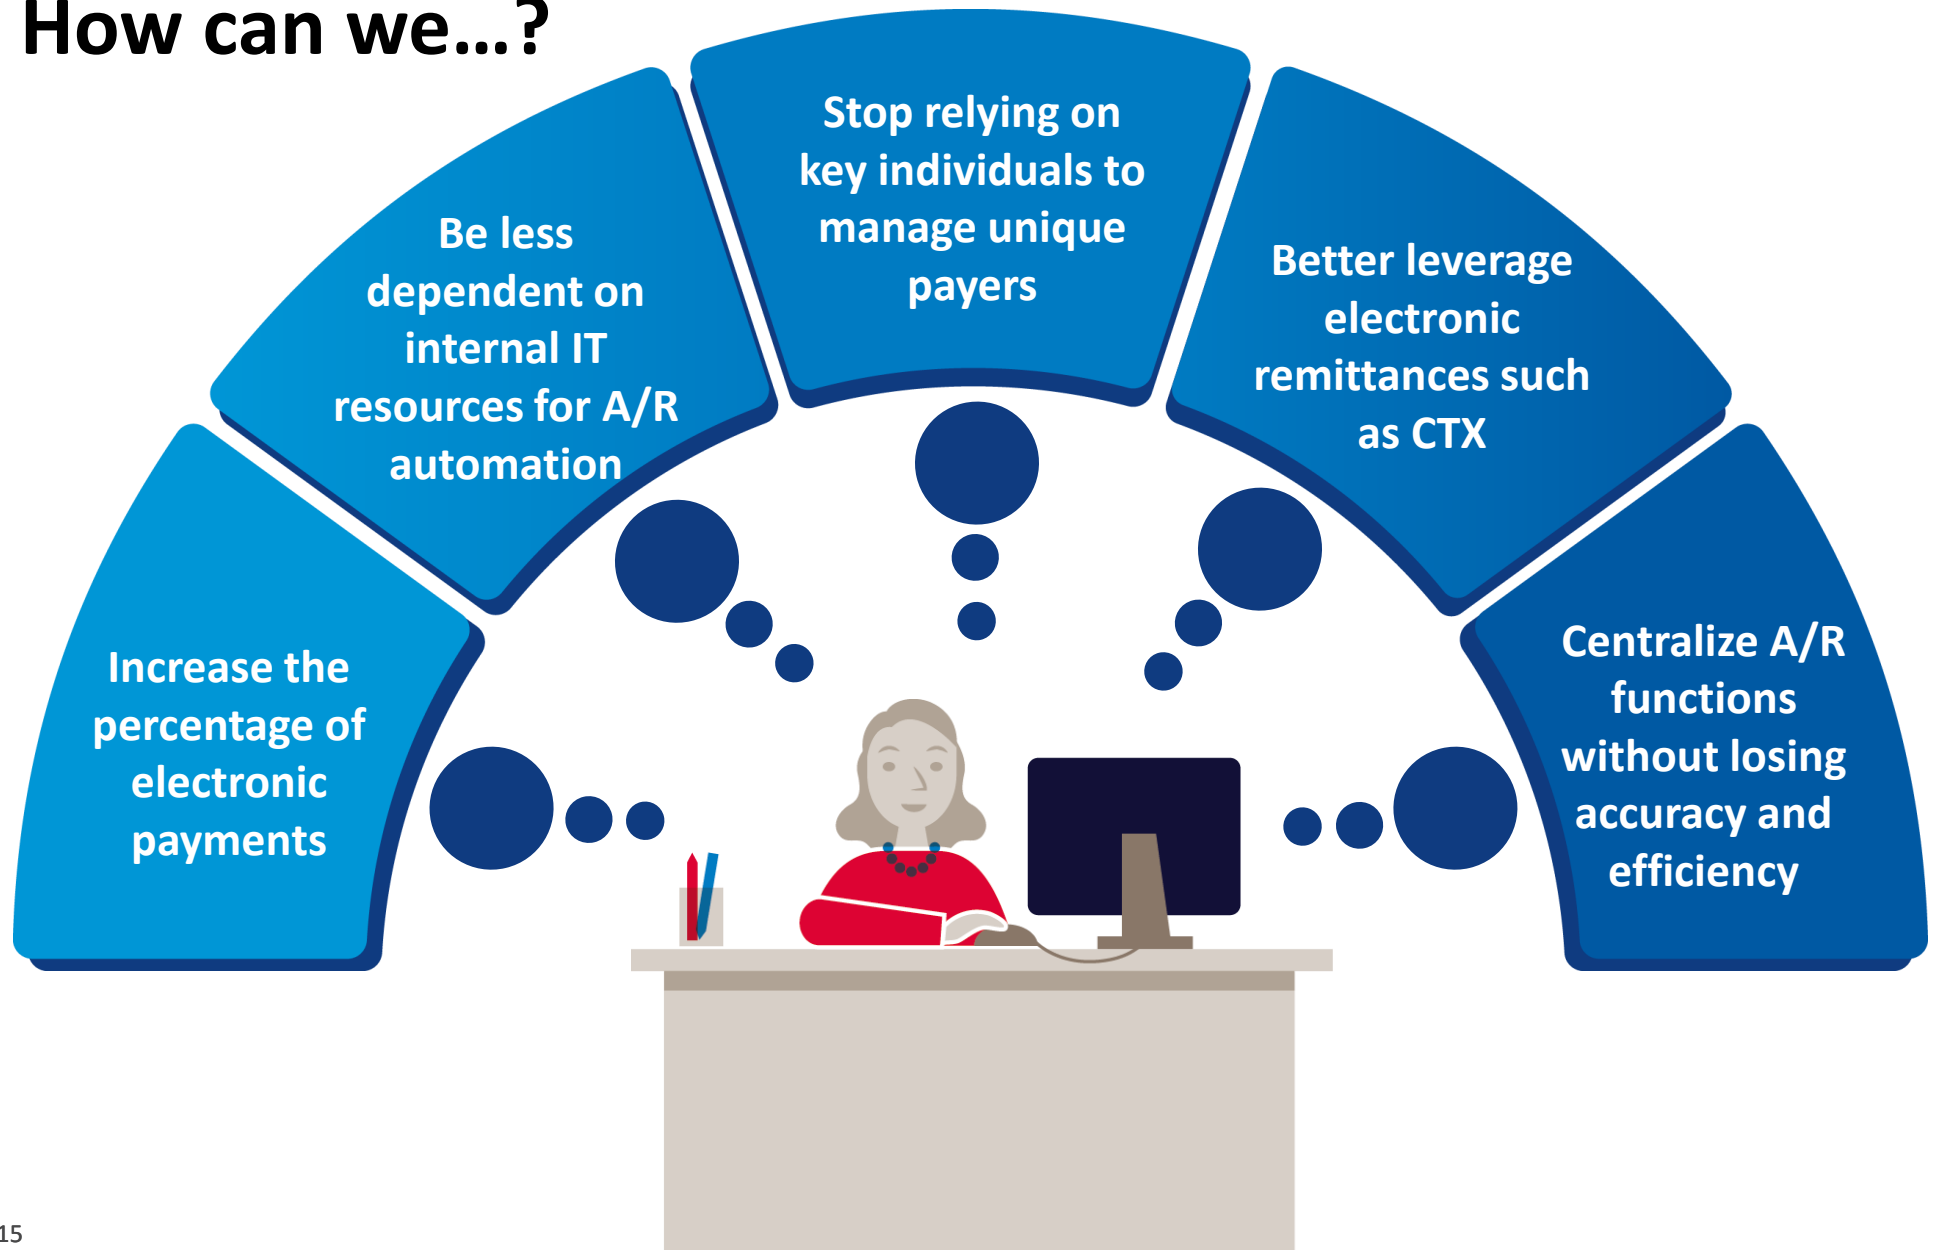 How can we...?
Increase the
percentage of
electronic
payments
Be less
dependent on
internal IT
resources for A/R
automation
Stop relying on
key individuals to
manage unique
payers
Better leverage
electronic
remittances such
as CTX
Centralize A/R
functions
without losing
accuracy and
efficiency
15